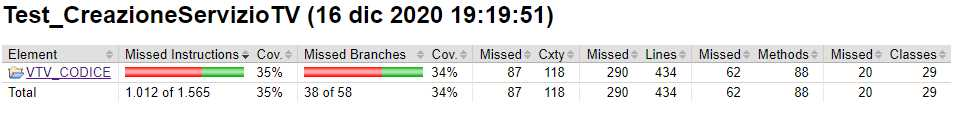 Test_CreazioneServizioTV (16 dic 2020 19:19:51)
Element Missed Instructions Cov. Missed Branches Cov. Missed Cxty Missed Lines Missed Methods Missed Classes
VTV_CODICE 35% 34% 87 118 290 434 62 88 20 29
Total 1.012 of 1.565 35% 38 of 58 34% 87 118 290 434 62 88 20 29